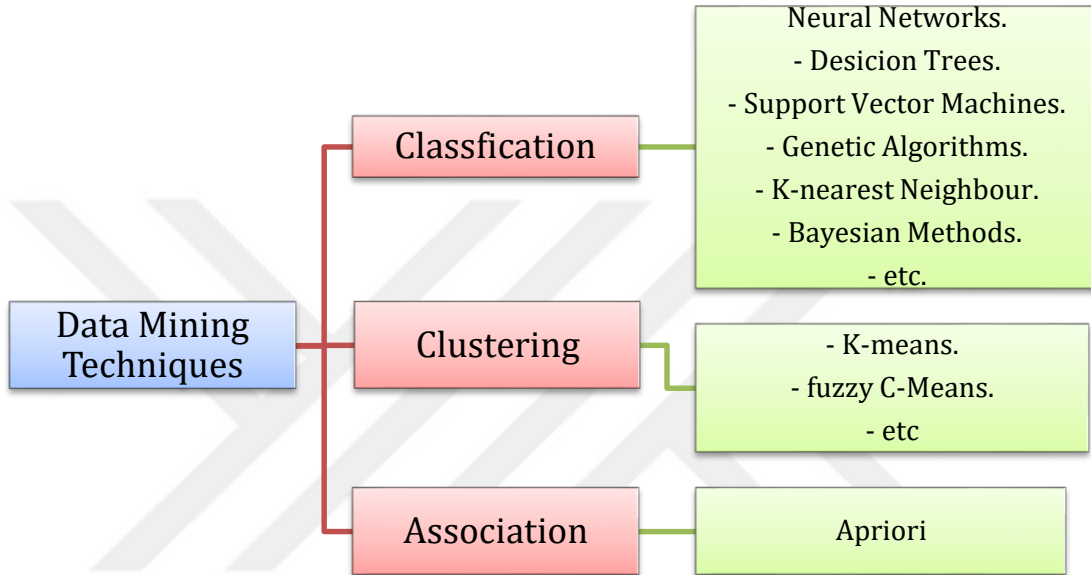 Neural Networks.
- Desicion Trees.
- Support Vector Machines.
- Genetic Algorithms.
- K-nearest Neighbour.
- Bayesian Methods.
- etc.
Classfication
Data Mining
Techniques
Clustering
- K-means.
- fuzzy C-Means.
- etc
Association
Apriori